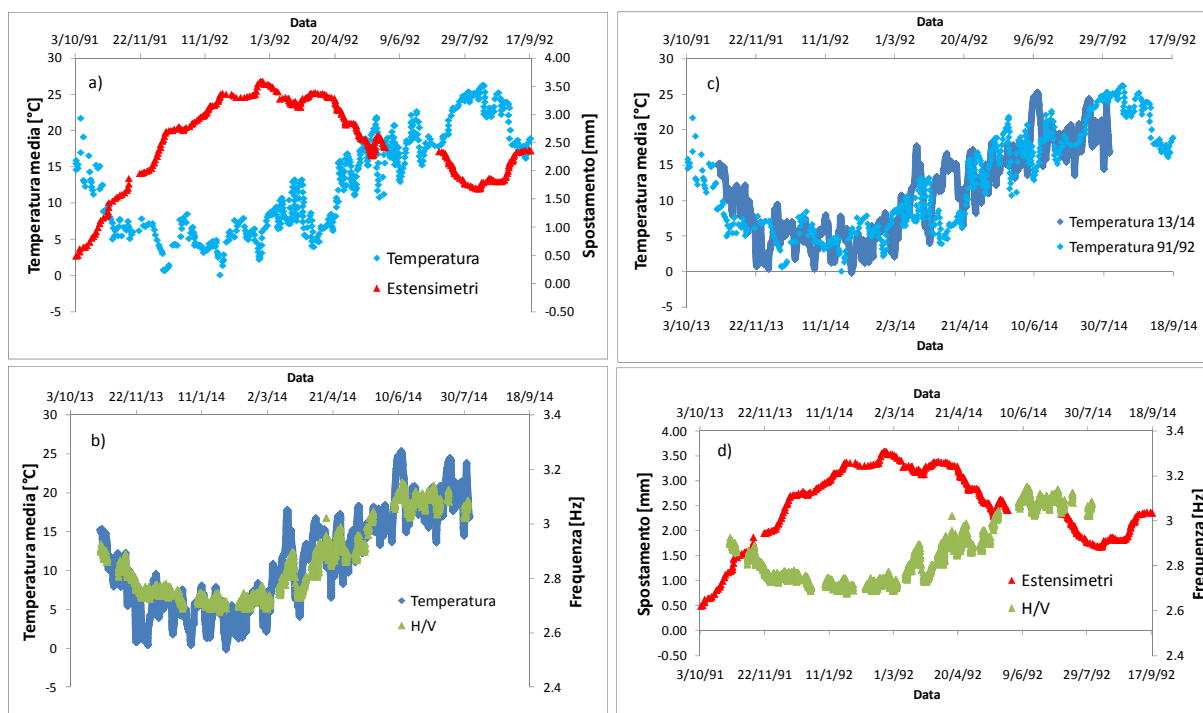 Data
3/10/91 22/11/91 11/1/92 1/3/92 20/4/92 9/6/92 29/7/92 17/9/92
a)
Temperatura media [°C]
30
25
20
15
10
5
0
-5
4.00
3.50
3.00
2.50
2.00
1.50
1.00
0.50
0.00
-0.50
Spostamento [mm]
Temperatura
Estensimetri
Data
3/10/91 22/11/91 11/1/92 1/3/92 20/4/92 9/6/92 29/7/92 17/9/92
c)
Temperatura media [°C]
30
25
20
15
10
5
0
-5
Temperatura 13/14
Temperatura 91/92
3/10/13 22/11/13 11/1/14 2/3/14 21/4/14 10/6/14 30/7/14 18/9/14
Data
Data
3/10/13 22/11/13 11/1/14 2/3/14 21/4/14 10/6/14 30/7/14 18/9/14
b)
Temperatura media [°C]
30
25
20
15
10
5
0
-5
3.4
3.2
3
2.8
2.6
2.4
Frequenza [Hz]
Temperatura
H/V
Data
3/10/13 22/11/13 11/1/14 2/3/14 21/4/14 10/6/14 30/7/14 18/9/14
d)
Spostamento [mm]
4.00
3.50
3.00
2.50
2.00
1.50
1.00
0.50
0.00
-0.50
3.4
3.2
3
2.8
2.6
2.4
Frequenza [Hz]
Estensimetri
H/V
3/10/91 22/11/91 11/1/92 1/3/92 20/4/92 9/6/92 29/7/92 17/9/92
Data